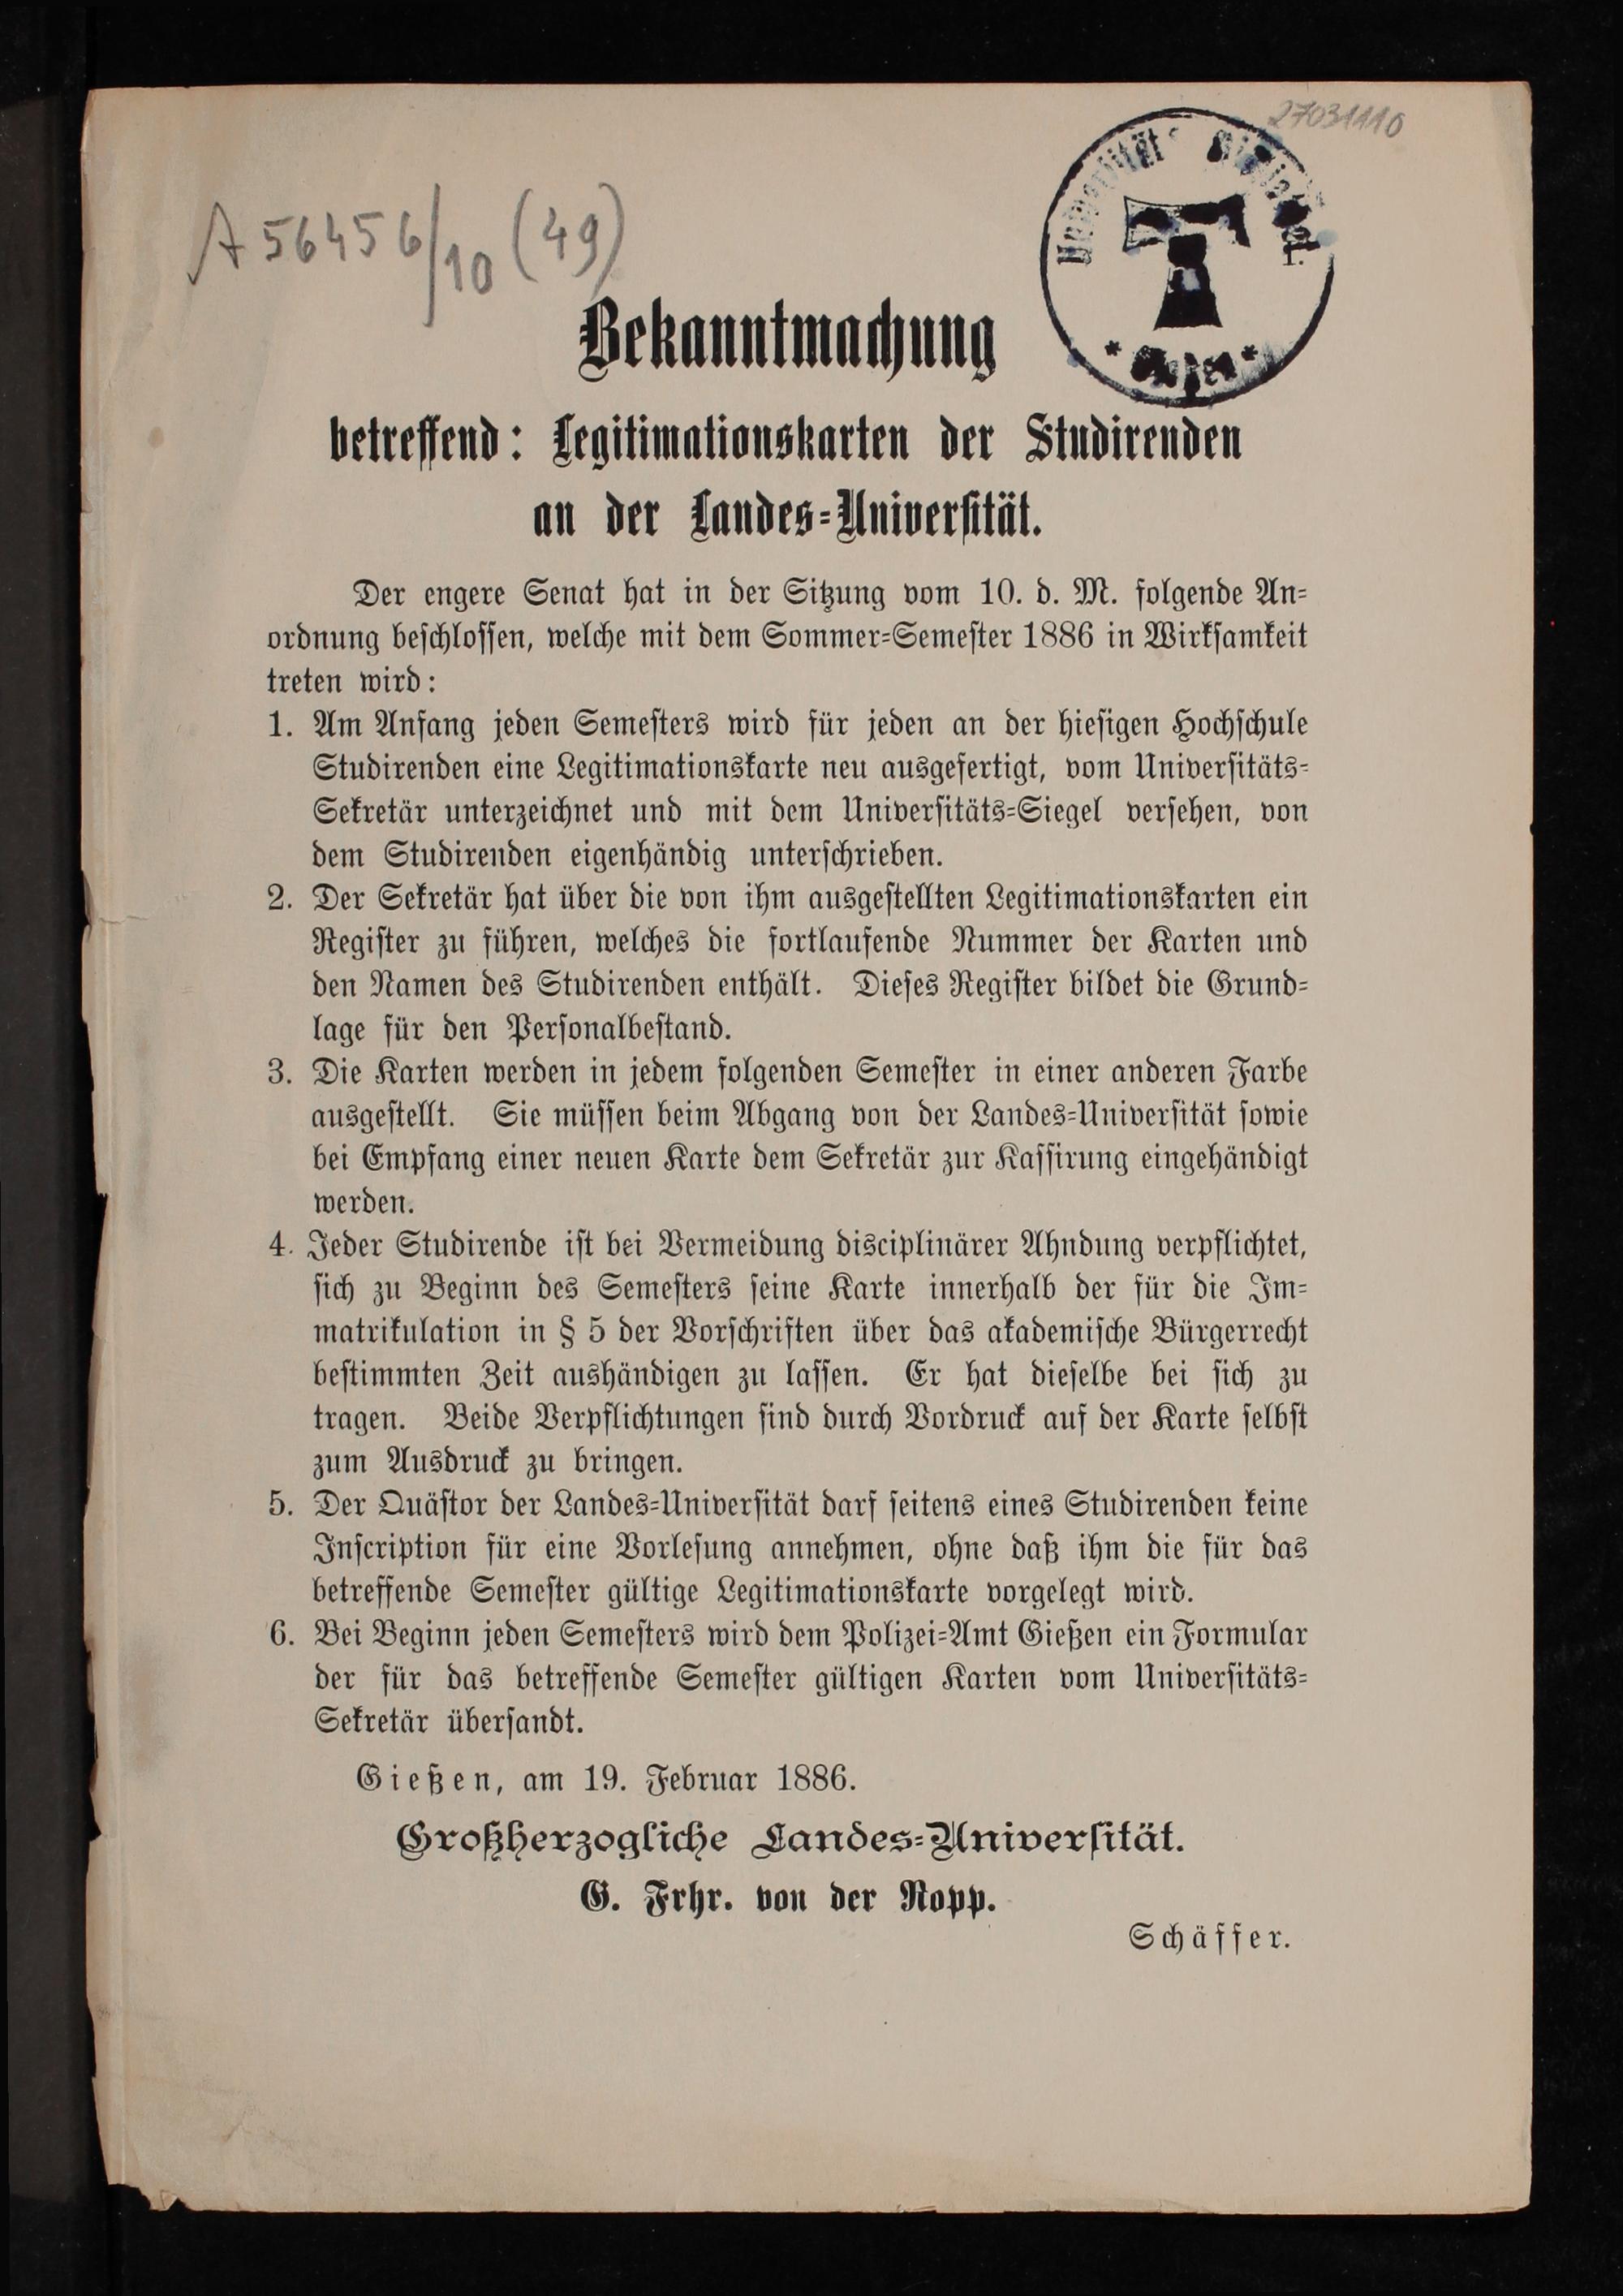 27031110
A 56456/10 (49)
Bekanntmachung
betreffend: Legitimationskarten der Studirenden
an der Landes-Universität.
Der engere Senat hat in der Sitzung vom 10. d. M. folgende An-
ordnung beschlossen, welche mit dem Sommer-Semester 1886 in Wirksamkeit
treten wird:
1. Am Anfang jeden Semesters wird für jeden an der hiesigen Hochschule
Studirenden eine Legitimationskarte neu ausgefertigt, vom Universitäts-
Sekretär unterzeichnet und mit dem Universitäts-Siegel versehen, von
dem Studirenden eigenhändig unterschrieben.
2. Der Sekretär hat über die von ihm ausgestellten Legitimationskarten ein
Register zu führen, welches die fortlaufende Nummer der Karten und
den Namen des Studirenden enthält. Dieses Register bildet die Grund-
lage für den Personalbestand.
3. Die Karten werden in jedem folgenden Semester in einer anderen Farbe
ausgestellt. Sie müssen beim Abgang von der Landes-Universität sowie
bei Empfang einer neuen Karte dem Sekretär zur Kassirung eingehändigt
werden.
4. Jeder Studirende ist bei Vermeidung disciplinärer Ahndung verpflichtet,
sich zu Beginn des Semesters seine Karte innerhalb der für die Im-
matrikulation in § 5 der Vorschriften über das akademische Bürgerrecht
bestimmten Zeit aushändigen zu lassen. Er hat dieselbe bei sich zu
tragen. Beide Verpflichtungen sind durch Vordruck auf der Karte selbst
zum Ausdruck zu bringen.
5. Der Quästor der Landes-Universität darf seitens eines Studirenden keine
Inscription für eine Vorlesung annehmen, ohne daß ihm die für das
betreffende Semester gültige Legitimationskarte vorgelegt wird.
6. Bei Beginn jeden Semesters wird dem Polizei-Amt Gießen ein Formular
der für das betreffende Semester gültigen Karten vom Universitäts-
Sekretär übersandt.
Gießen, am 19. Februar 1886.
Großherzogliche Landes-Universität.
G. Frhr. von der Ropp.
Schäffer.